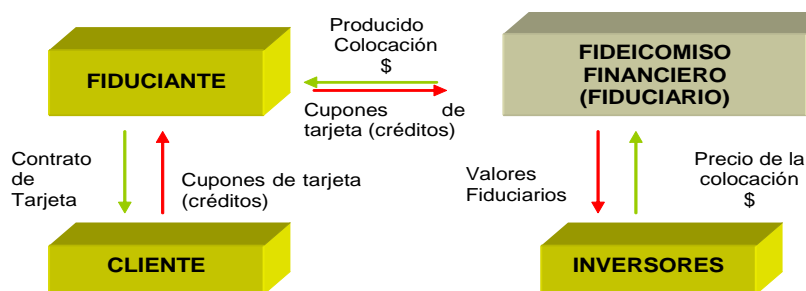 Producido
Colocación
$
FIDUCIANTE
FIDEICOMISO
FINANCIERO
(FIDUCIARIO)
Cupones de
tarjeta (créditos)
Contrato
de
Tarjeta
Cupones de tarjeta
(créditos)
Valores
Fiduciarios
Precio de la
colocación
$
CLIENTE
INVERSORES